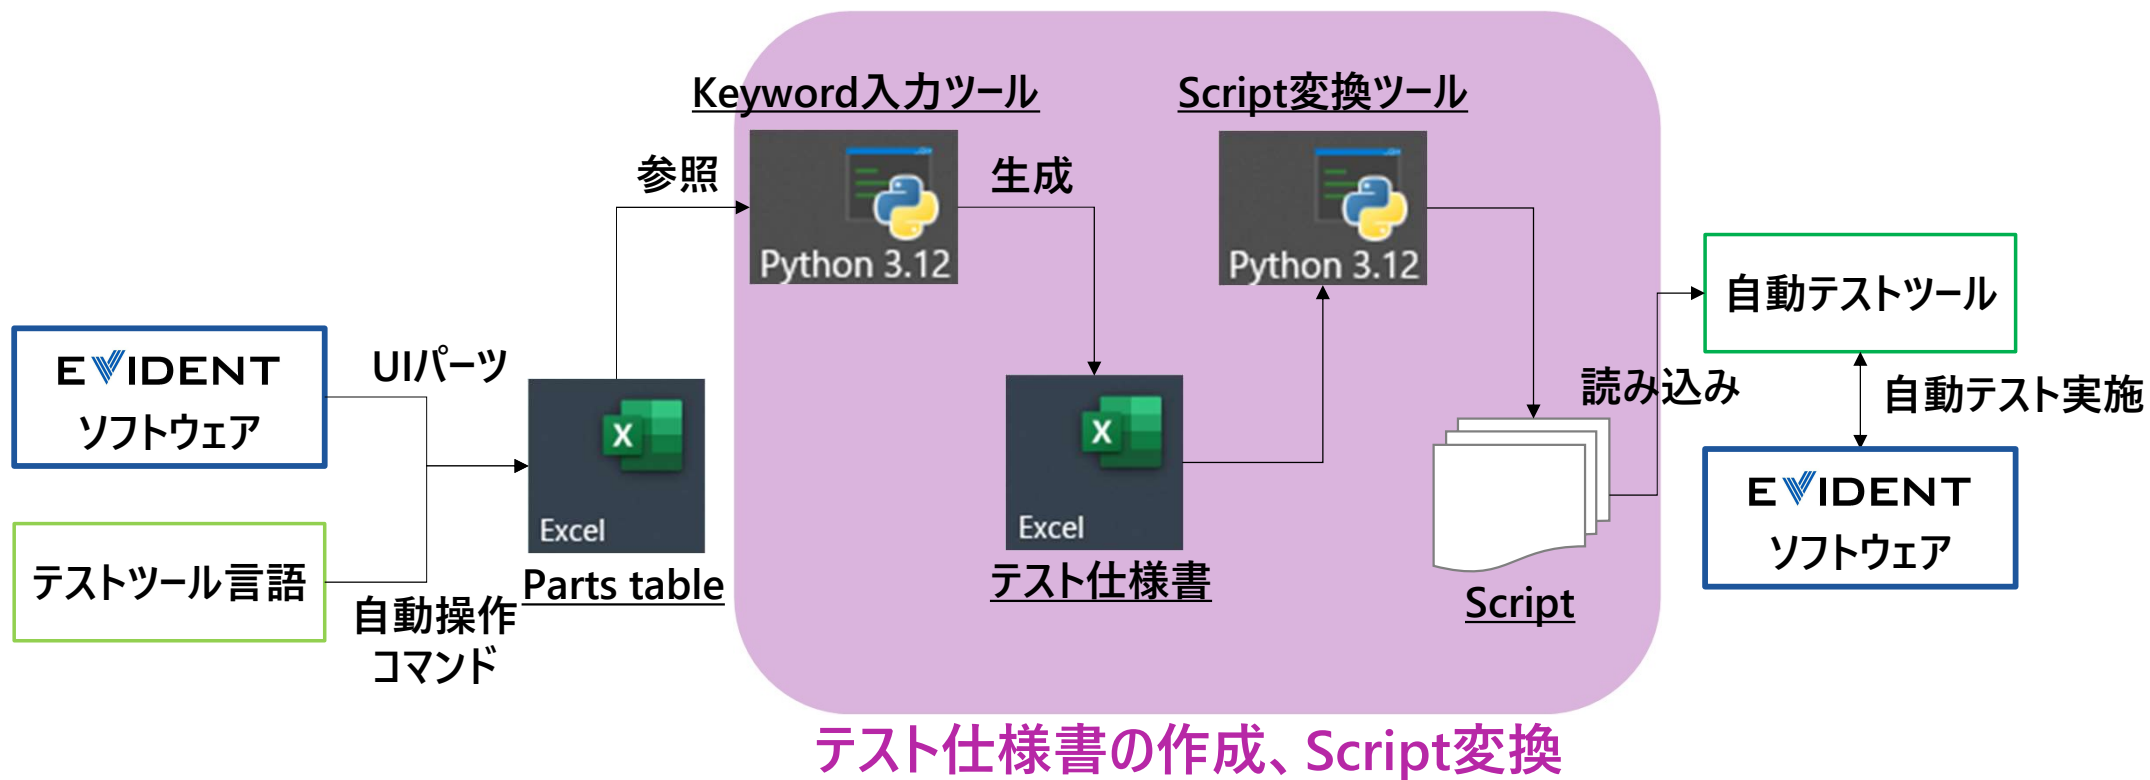 Keyword入力ツール
Script変換ツール
参照
生成
Python 3.12
Python 3.12
自動テストツール
EVIDENT
ソフトウェア
UIパーツ
読み込み
自動テスト実施
Excel
Excel
EVIDENT
ソフトウェア
テストツール言語
自動操作
コマンド
Parts table
テスト仕様書
Script
テスト仕様書の作成、Script変換